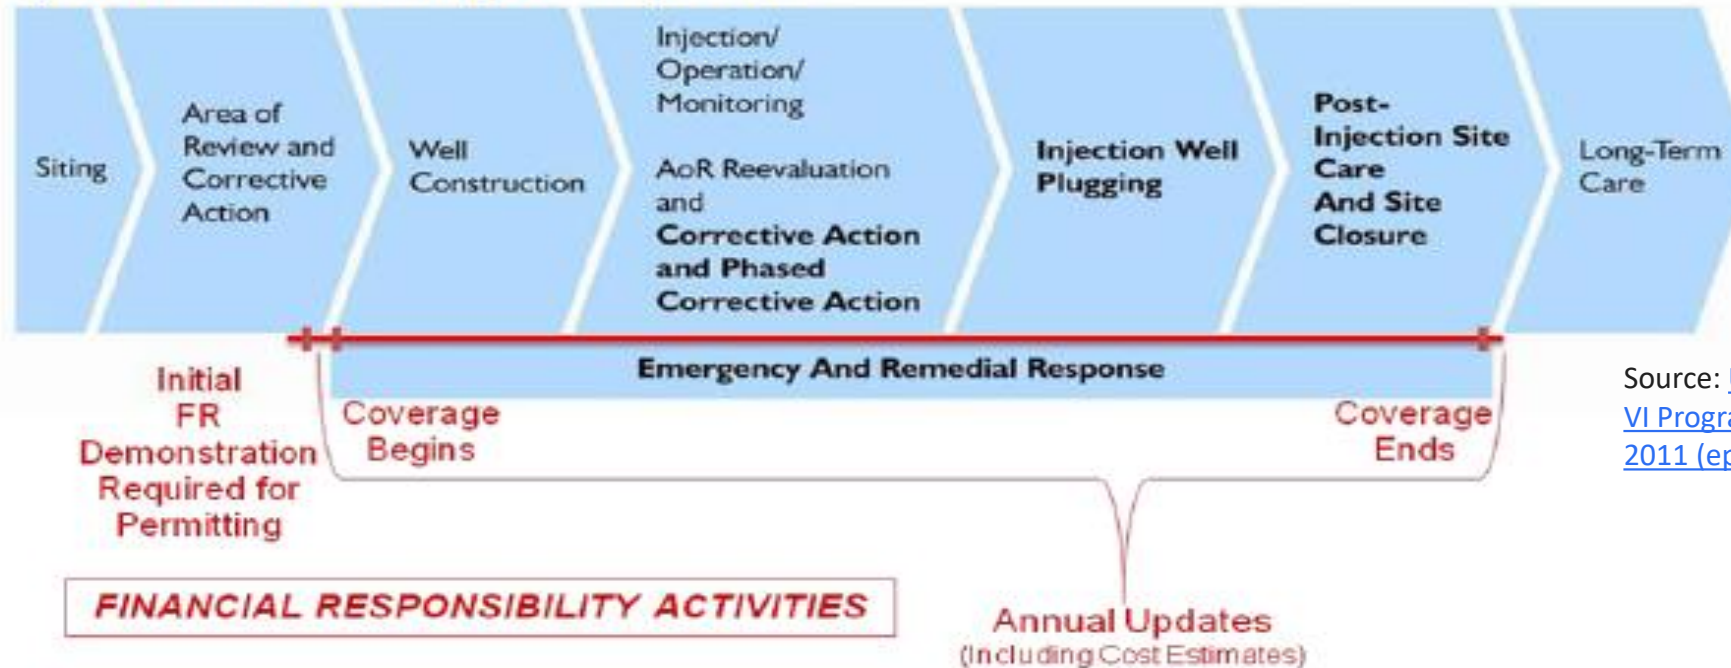 Siting
Area of
Review and
Corrective
Action
Well
Construction
Injection/
Operation/
Monitoring
AoR Reevaluation
and
Corrective Action
and Phased
Corrective Action
Injection Well
Plugging
Post-
Injection Site
Care
And Site
Closure
Long-Term
Care
Emergency And Remedial Response
Initial
FR
Demonstration
Required for
Permitting
Coverage
Begins
Coverage
Ends
Source:
VI
2011
FINANCIAL RESPONSIBILITY ACTIVITIES
Annual Updates
(Including Cost Estimates)